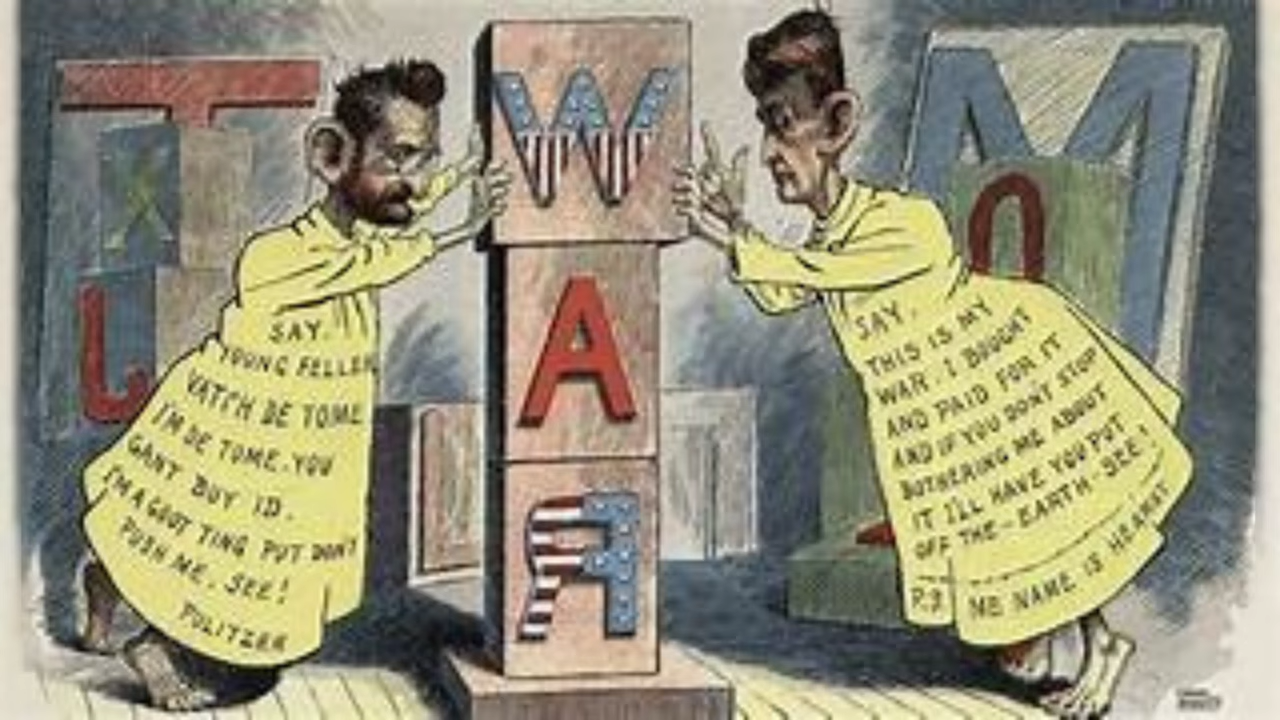 T
J
W
A
R
M
SAY.
YOUNG FELLER
VATCH DE TOME
I'M DE TOME. YOU
GANT BUY ID.
I'M A GOOT TING PUT DON'T
PUSH ME. SEE!
PULITZER
SAY.
THIS IS MY
WAR. I BOUGHT
AND PAID FOR IT
AND IF YOU DON'T STOP
BOTHERING ME ABOUT
IT I'LL HAVE YOU PUT
OFF THE-EARTH-SEE!
P.S ME NAME IS HEARST